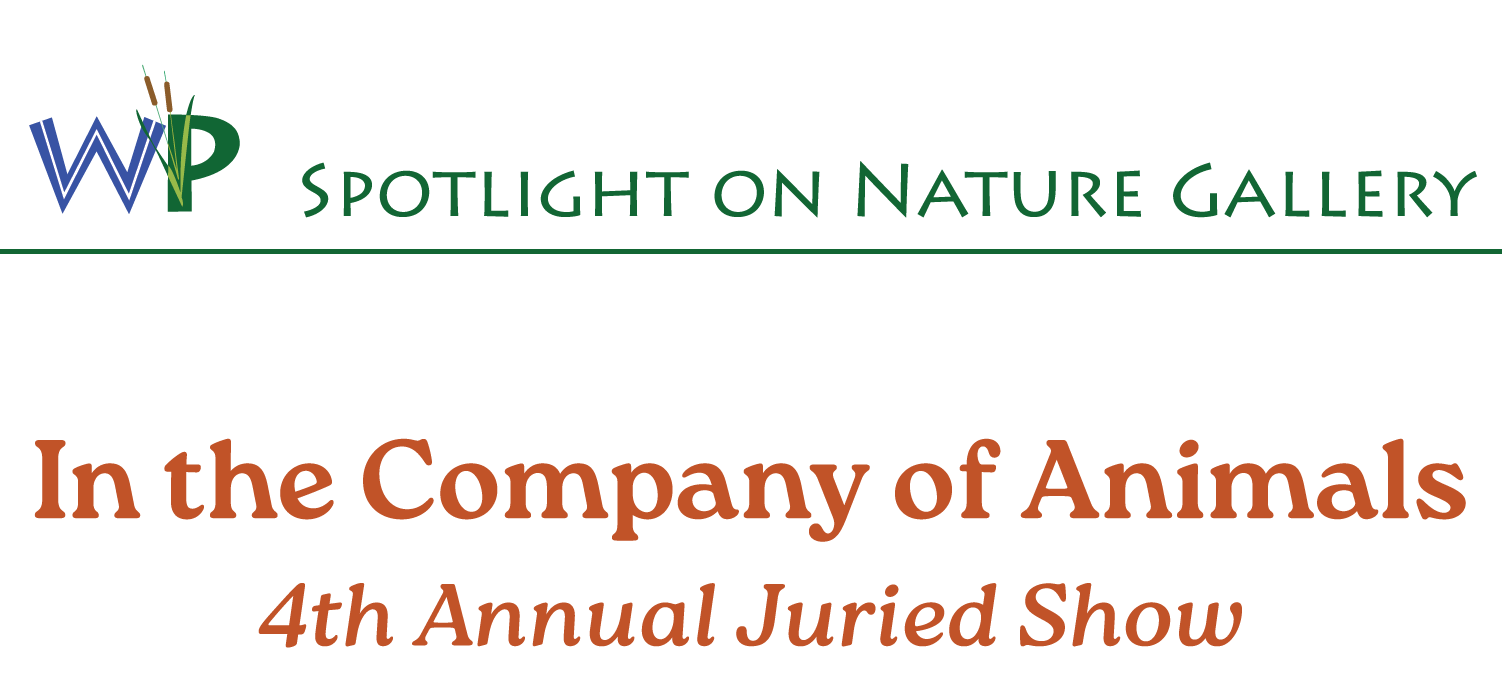 WP
Spotlight on Nature Gallery
In the Company of Animals
4th Annual Juried Show